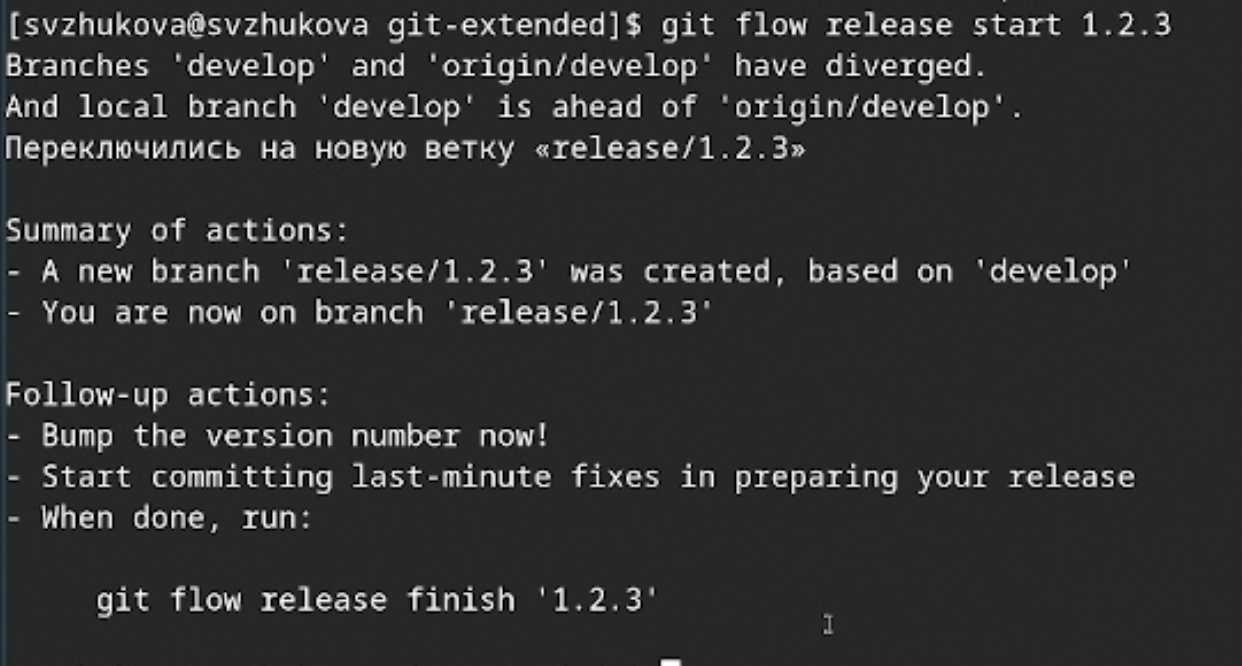 [svzhukova@svzhukova git-extended]$ git flow release start 1.2.3
Branches 'develop' and 'origin/develop' have diverged.
And local branch 'develop' is ahead of 'origin/develop'.
Переключились на новую ветку «release/1.2.3»
Summary of actions:
- A new branch 'release/1.2.3' was created, based on 'develop'
- You are now on branch 'release/1.2.3'
Follow-up actions:
- Bump the version number now!
- Start committing last-minute fixes in preparing your release
- When done, run:
git flow release finish '1.2.3'